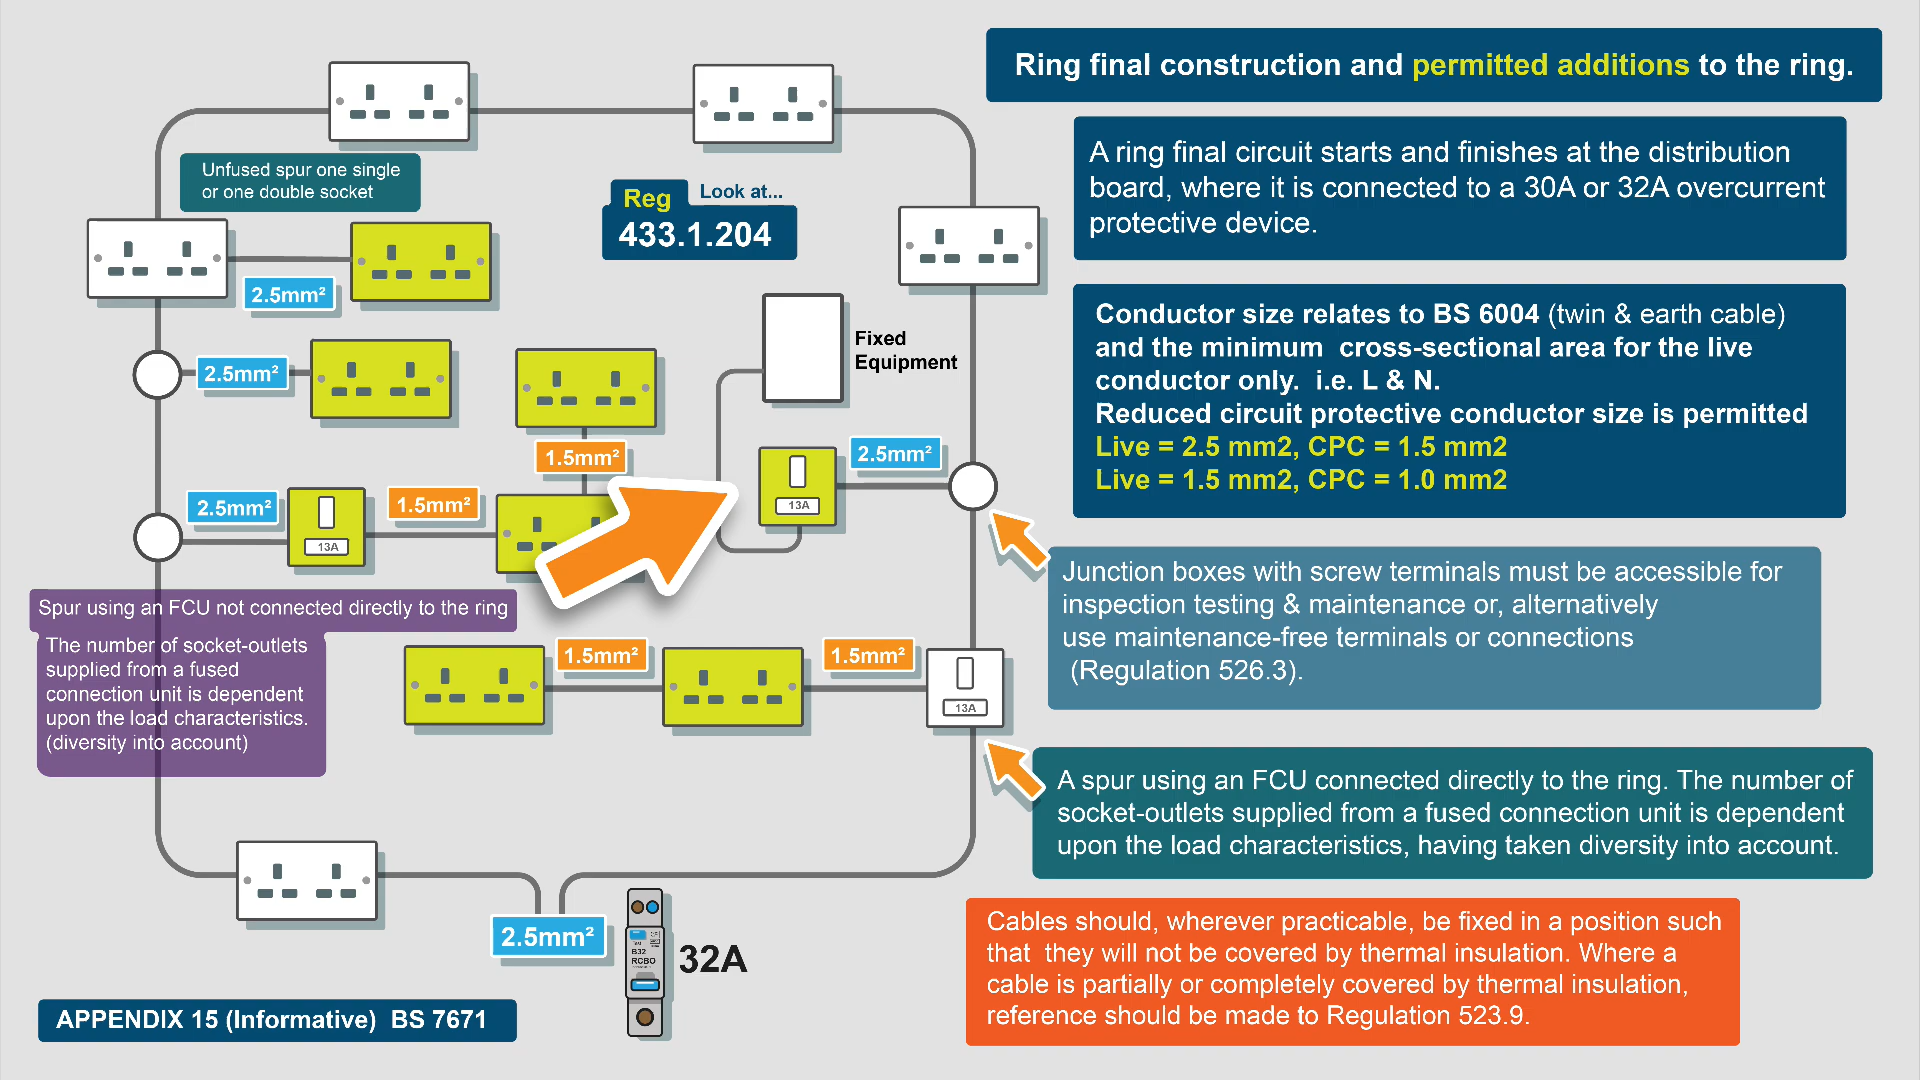 Ring final construction and permitted additions to the ring.
A ring final circuit starts and finishes at the distribution
board, where it is connected to a 30A or 32A overcurrent
protective device.
Unfused spur one single
or one double socket
Reg
Look at...
433.1.204
2.5mm²
Conductor size relates to BS 6004 (twin & earth cable)
and the minimum cross-sectional area for the live
conductor only. i.e. L & N.
Reduced circuit protective conductor size is permitted
Live = 2.5 mm2, CPC = 1.5 mm2
Live = 1.5 mm2, CPC = 1.0 mm2
Fixed
Equipment
2.5mm²
1.5mm²
2.5mm²
13A
2.5mm²
1.5mm²
13A
Junction boxes with screw terminals must be accessible for
inspection testing & maintenance or, alternatively
use maintenance-free terminals or connections
(Regulation 526.3).
Spur using an FCU not connected directly to the ring
The number of socket-outlets
supplied from a fused
connection unit is dependent
upon the load characteristics.
(diversity into account)
1.5mm²
1.5mm²
13A
A spur using an FCU connected directly to the ring. The number of
socket-outlets supplied from a fused connection unit is dependent
upon the load characteristics, having taken diversity into account.
2.5mm²
B32
RCBO
32A
Cables should, wherever practicable, be fixed in a position such
that they will not be covered by thermal insulation. Where a
cable is partially or completely covered by thermal insulation,
reference should be made to Regulation 523.9.
APPENDIX 15 (Informative) BS 7671